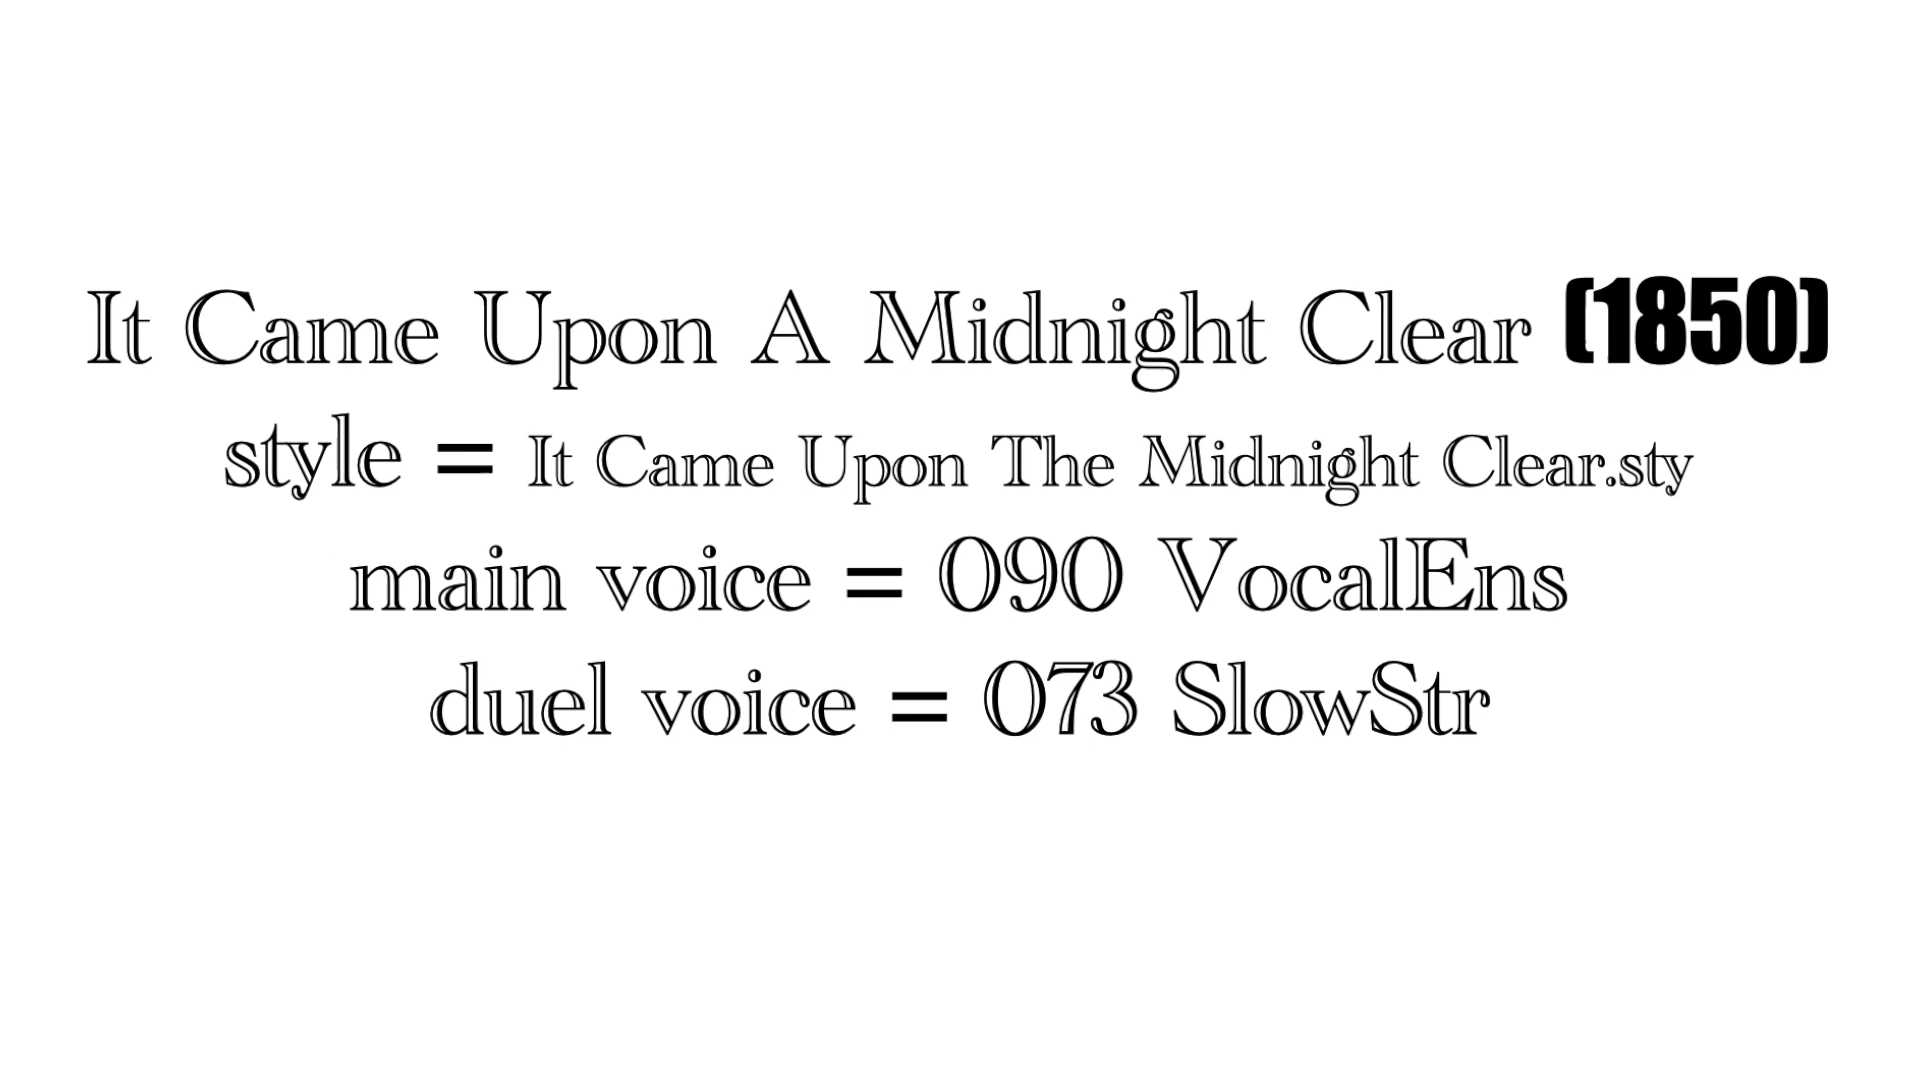 It Came Upon A Midnight Clear (1850)
style = It Came Upon The Midnight Clear.sty
main voice = 090 VocalEns
duel voice = 073 SlowStr